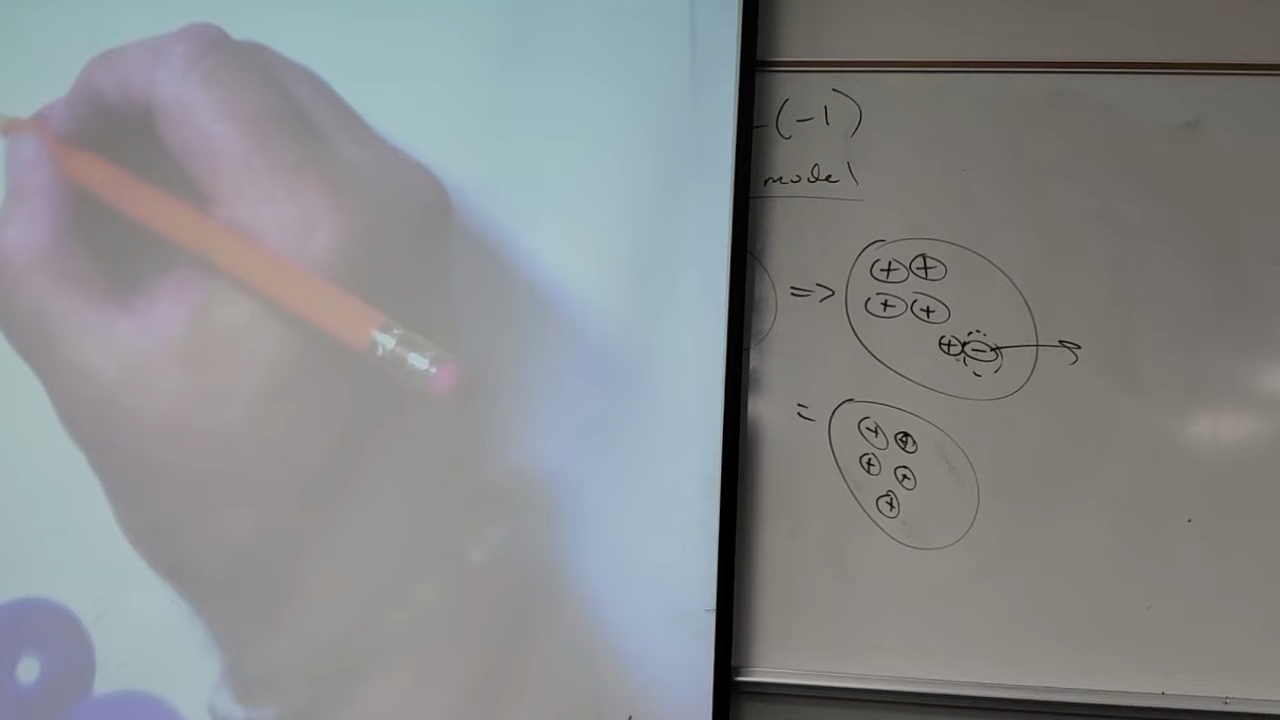 -(-1)
model
=> + + + + + -
= + + + + +